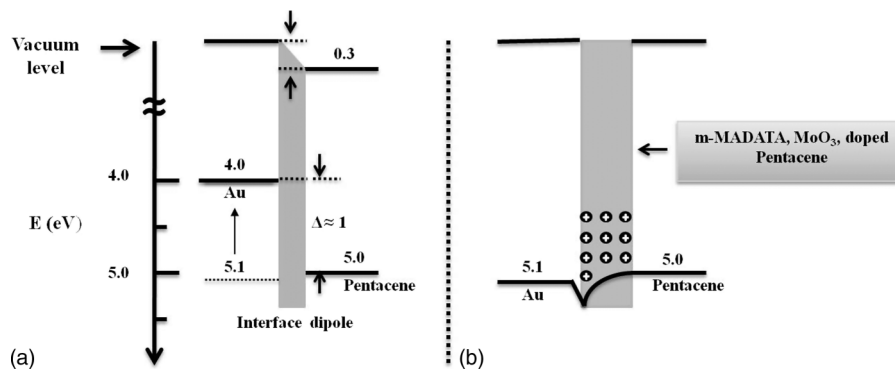 Vacuum
level
0.3
4.0
4.0
Au
E (eV)
Δ ≈ 1
5.0
5.1
5.0
Pentacene
Interface dipole
(a)
m-MADATA, MoO₃, doped
Pentacene
5.1
Au
5.0
Pentacene
(b)